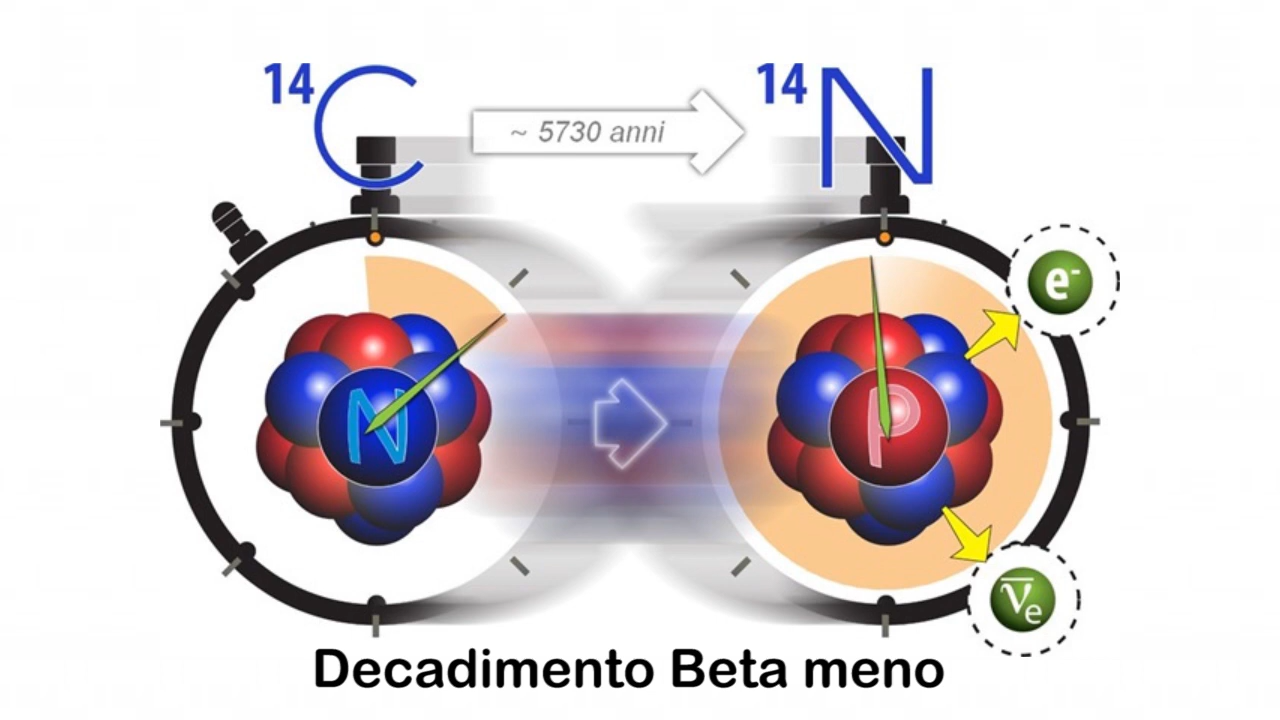 14C
~ 5730 anni
14N
e-
N
P
ν̅e
Decadimento Beta meno